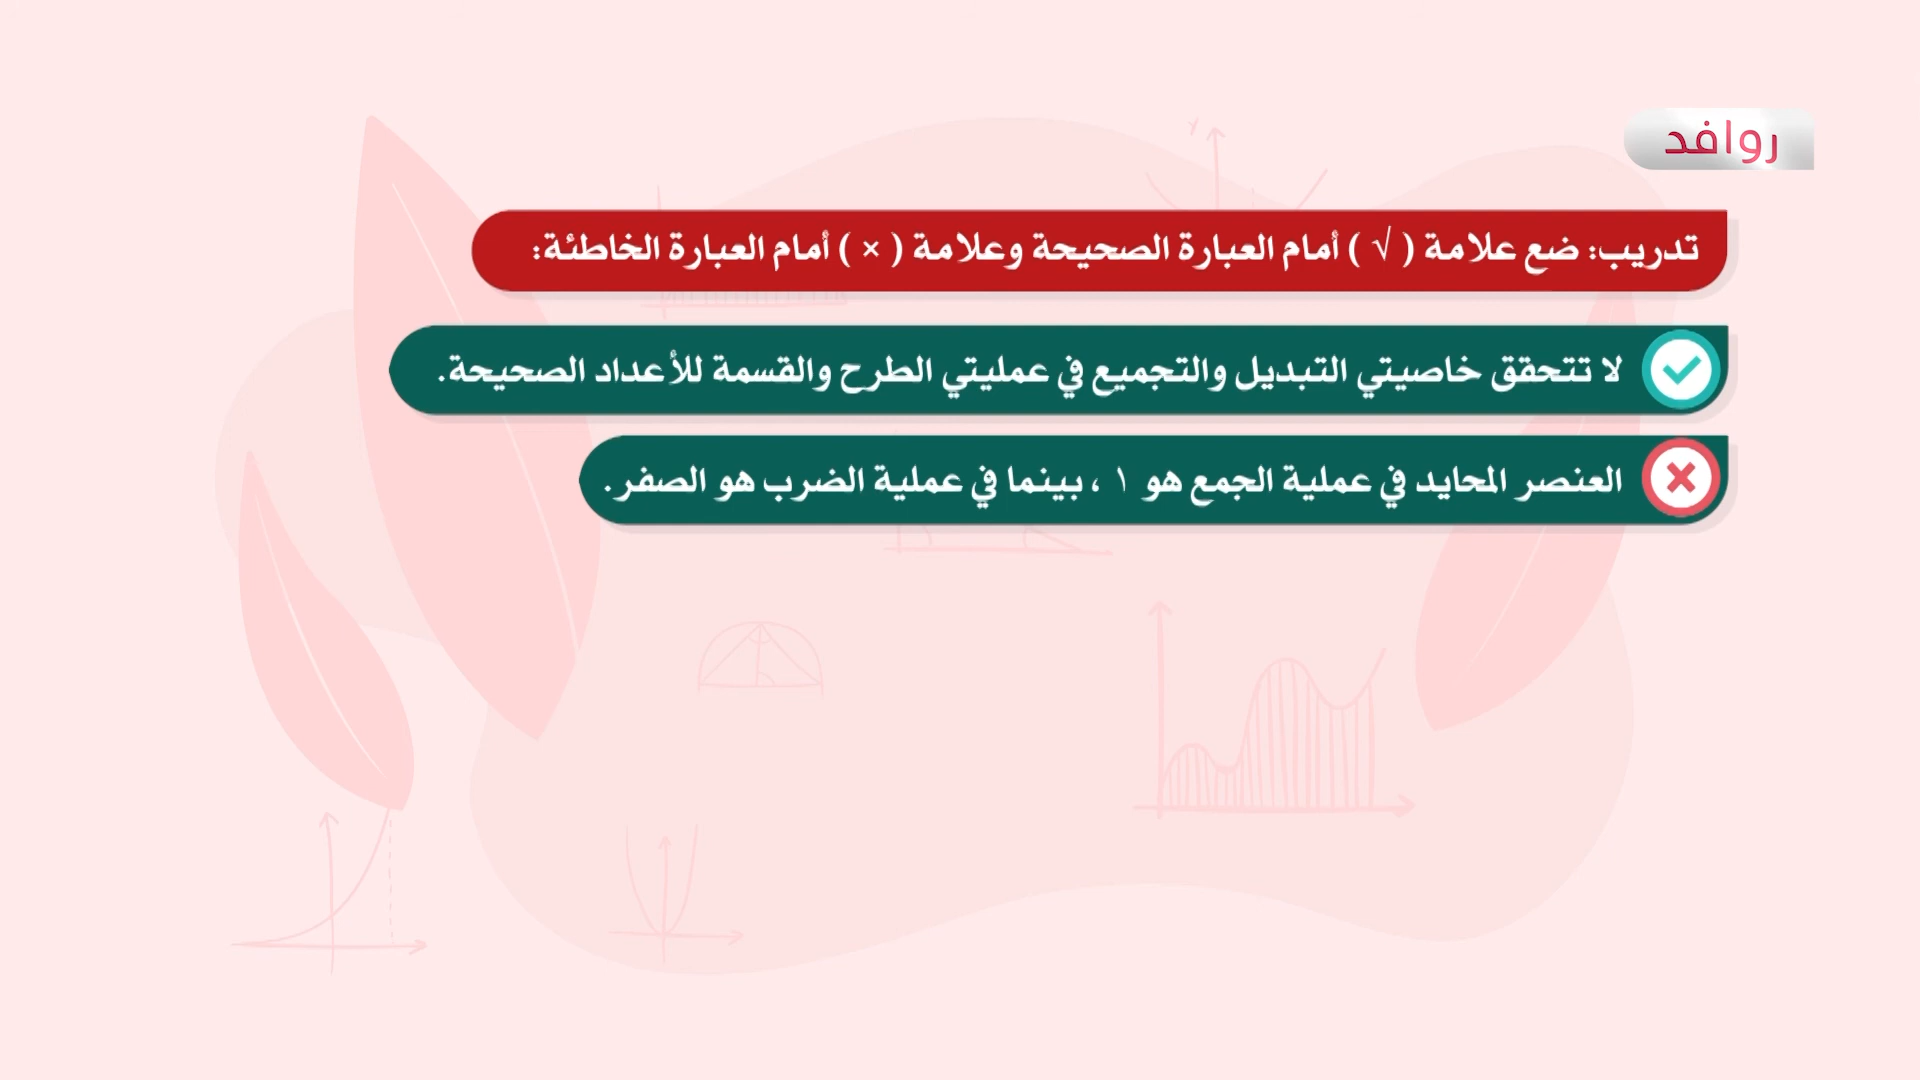 روافد
تدريب: ضع علامة ( √ ) أمام العبارة الصحيحة وعلامة ( × ) أمام العبارة الخاطئة:
لا تتحقق خاصيتي التبديل والتجميع في عمليتي الطرح والقسمة للأعداد الصحيحة.
العنصر المحايد في عملية الجمع هو ١ ، بينما في عملية الضرب هو الصفر.